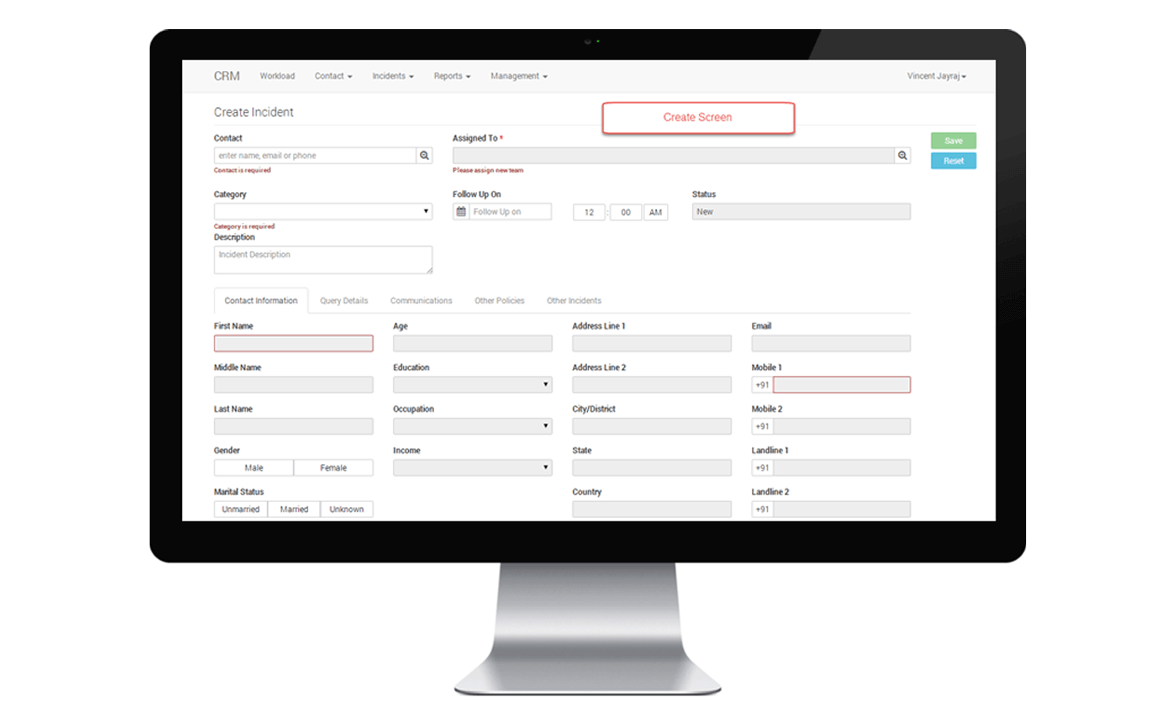 CRM Workload Contact Incidents Reports Management Vincent Jayraj
Create Incident
Create Screen
Contact Assigned To *
enter name, email or phone
Save
Contact is required Please assign new team
Reset
Category Follow Up On Status
Follow Up on 12 : 00 AM New
Category is required
Description
Incident Description
Contact Information Query Details Communications Other Policies Other Incidents
First Name Age Address Line 1 Email
Middle Name Education Address Line 2 Mobile 1
+91
Last Name Occupation City/District Mobile 2
+91
Gender Income State Landline 1
Male Female +91
Marital Status Country Landline 2
Unmarried Married Unknown +91